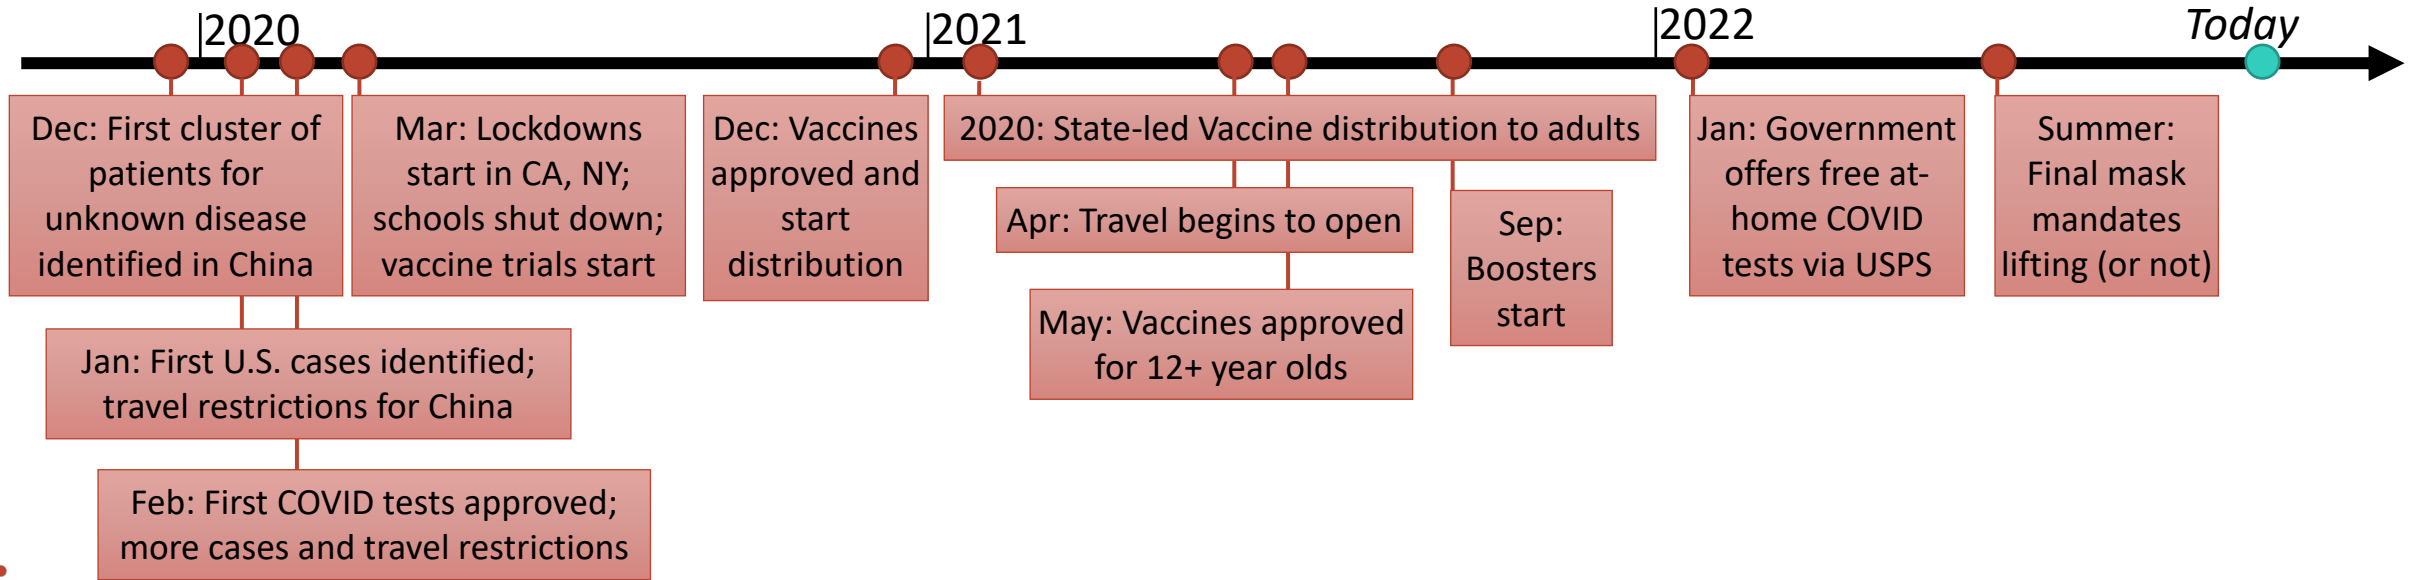 2020
2021
2022
Today
Dec: First cluster of
patients for
unknown disease
identified in China
Mar: Lockdowns
start in CA, NY;
schools shut down;
vaccine trials start
Dec: Vaccines
approved and
start
distribution
2020: State-led Vaccine distribution to adults
Jan: Government
offers free at-
home COVID
tests via USPS
Summer:
Final mask
mandates
lifting (or not)
Apr: Travel begins to open
Sep:
Boosters
start
May: Vaccines approved
for 12+ year olds
Jan: First U.S. cases identified;
travel restrictions for China
Feb: First COVID tests approved;
more cases and travel restrictions